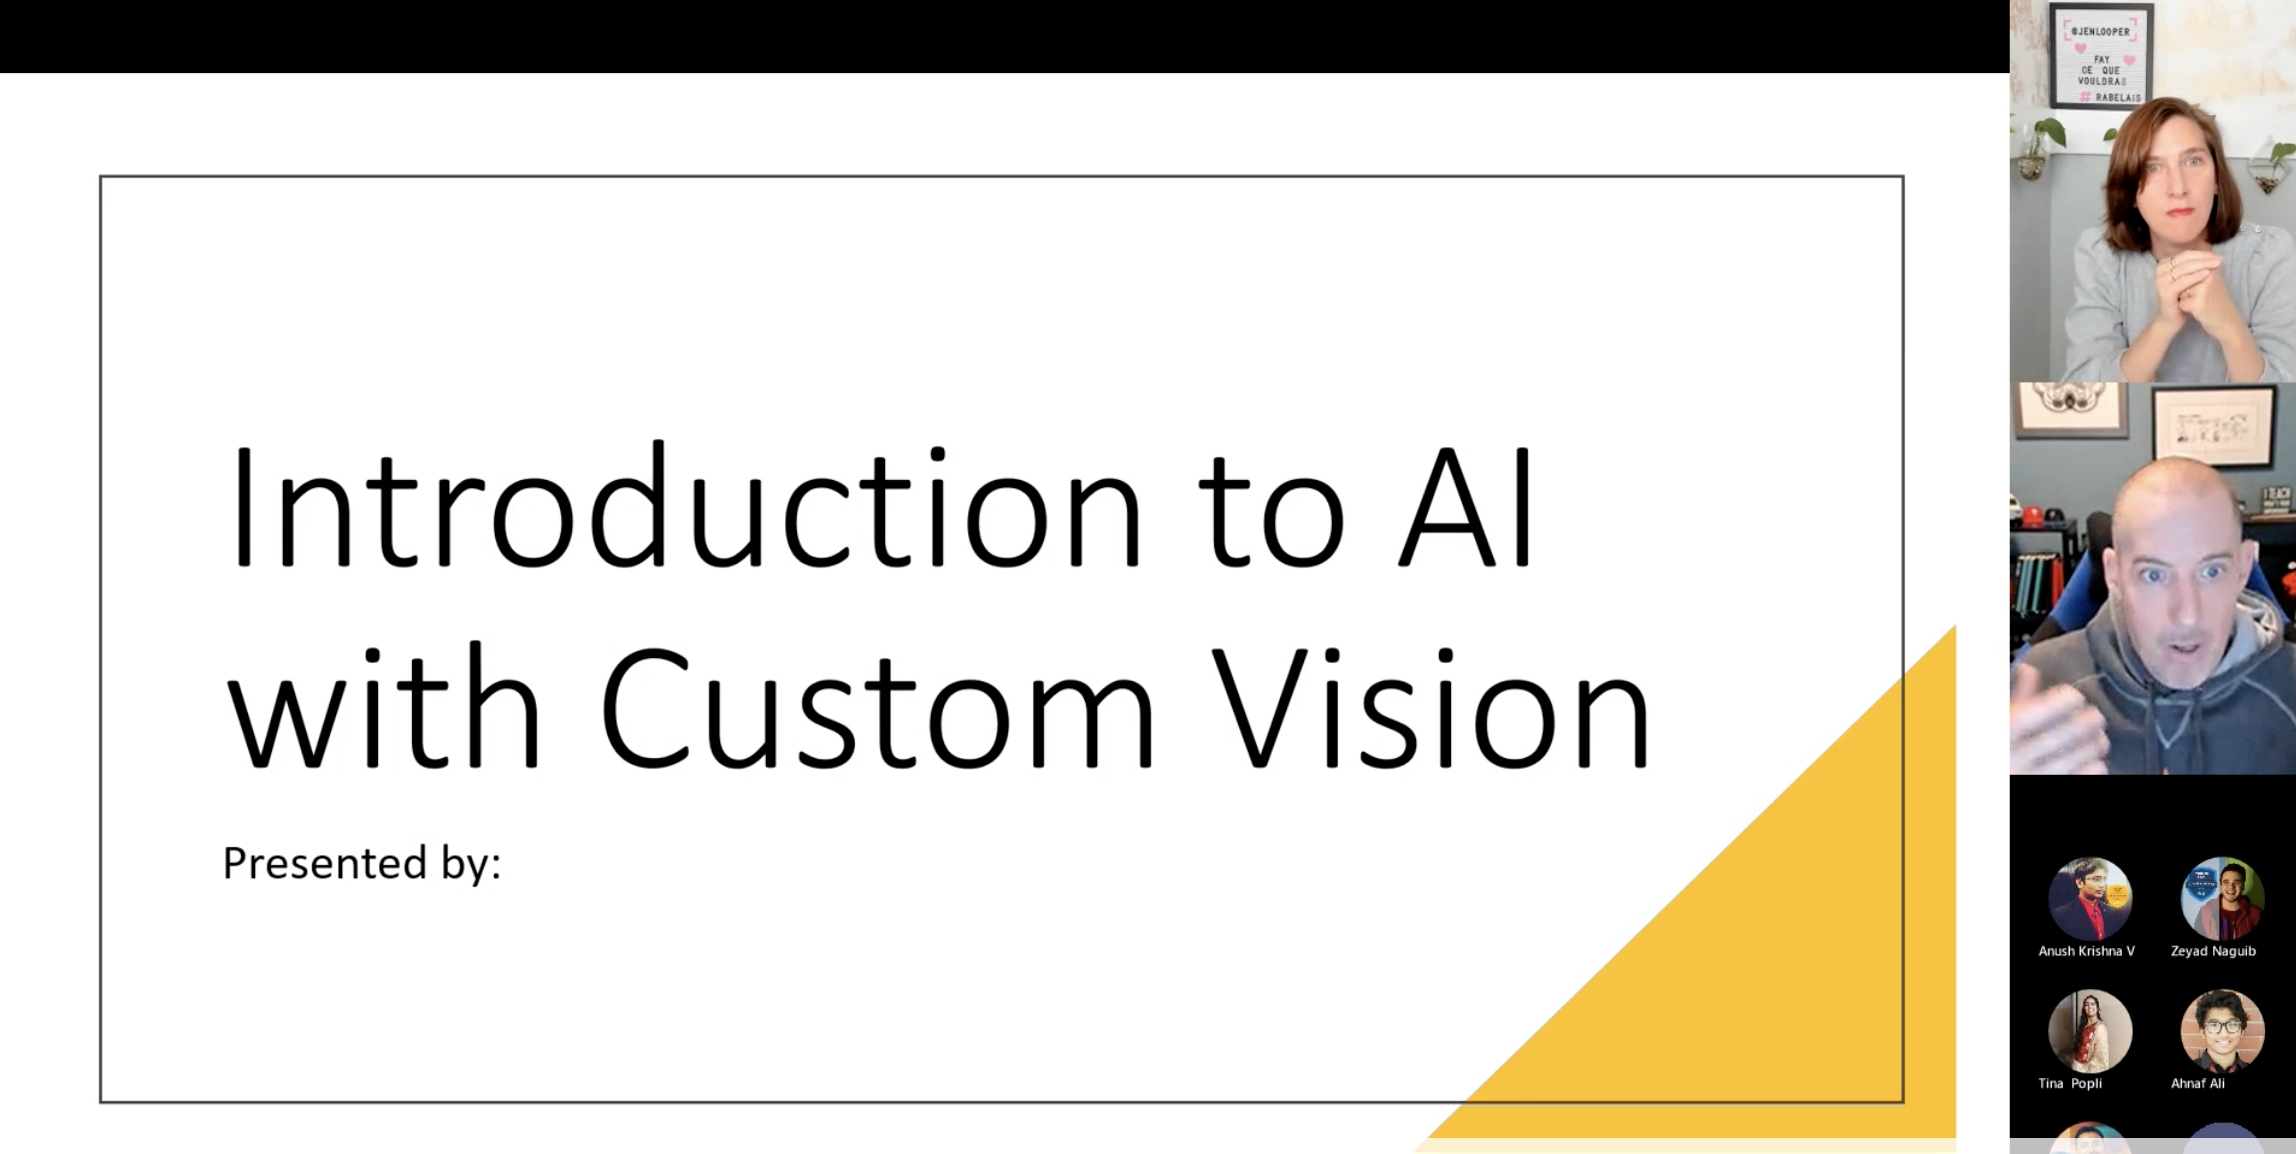 Introduction to AI
with Custom Vision
Presented by:
@JENLOOPER
FAY
CE QUE
VOULDRAS
# RABELAIS
I TEACH
Anush Krishna V
Zeyad Naguib
Tina Popli
Ahnaf Ali